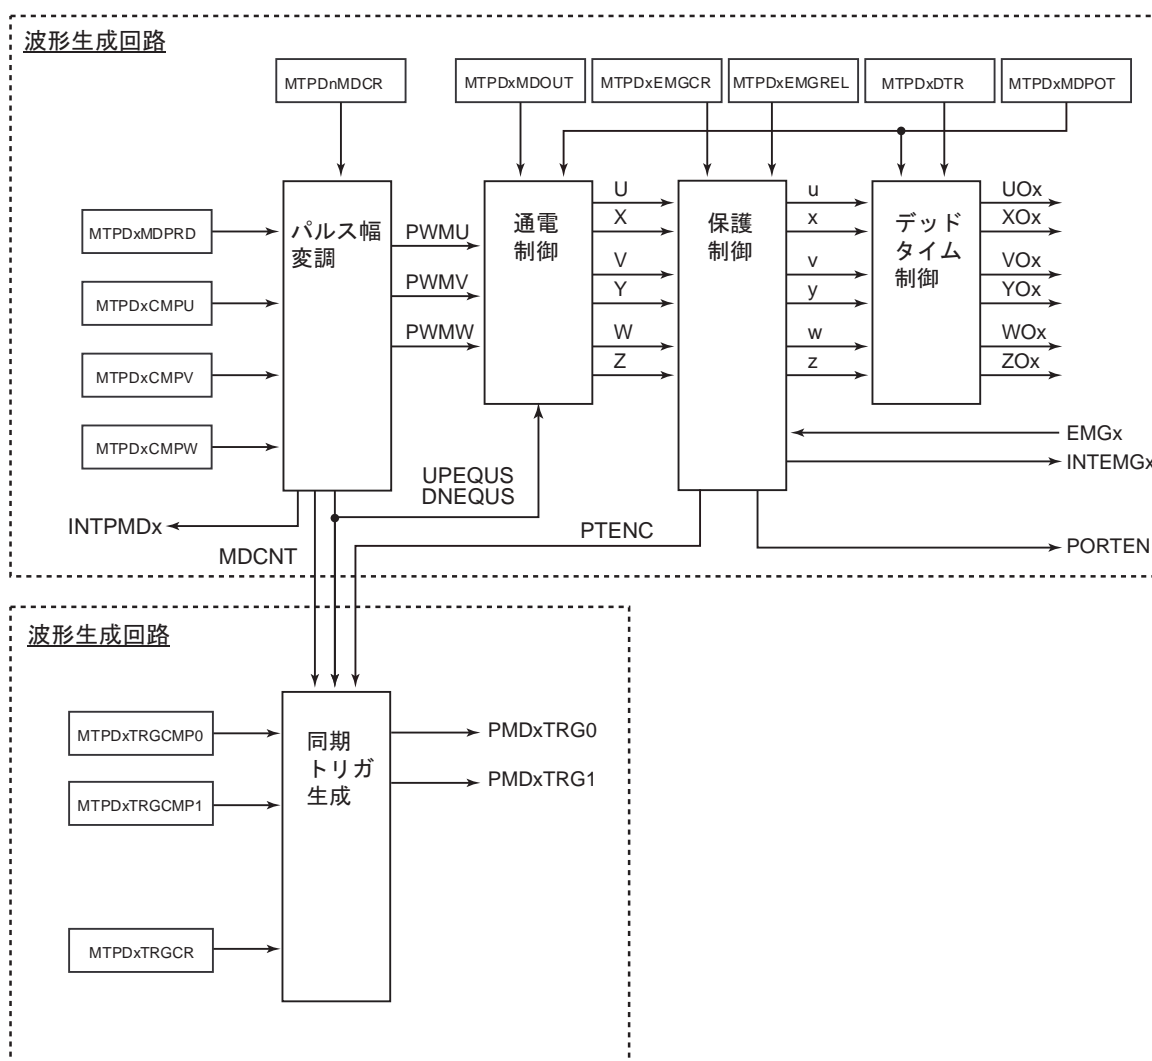 波形生成回路
MTPDnMDCR
MTPDxMDOUT
MTPDxEMGCR
MTPDxEMGREL
MTPDxDTR
MTPDxMDPOT
MTPDxMDPRD
MTPDxCMPU
MTPDxCMPV
MTPDxCMPW
パルス幅
変調
PWMU
PWMV
PWMW
通電
制御
U
X
V
Y
W
Z
保護
制御
u
x
v
y
w
z
デッド
タイム
制御
UOx
XOx
VOx
YOx
WOx
ZOx
EMGx
INTEMGx
UPEQUS
DNEQUS
INTPMDx
MDCNT
PTENC
PORTEN
波形生成回路
MTPDxTRGCMP0
MTPDxTRGCMP1
MTPDxTRGCR
同期
トリガ
生成
PMDxTRG0
PMDxTRG1